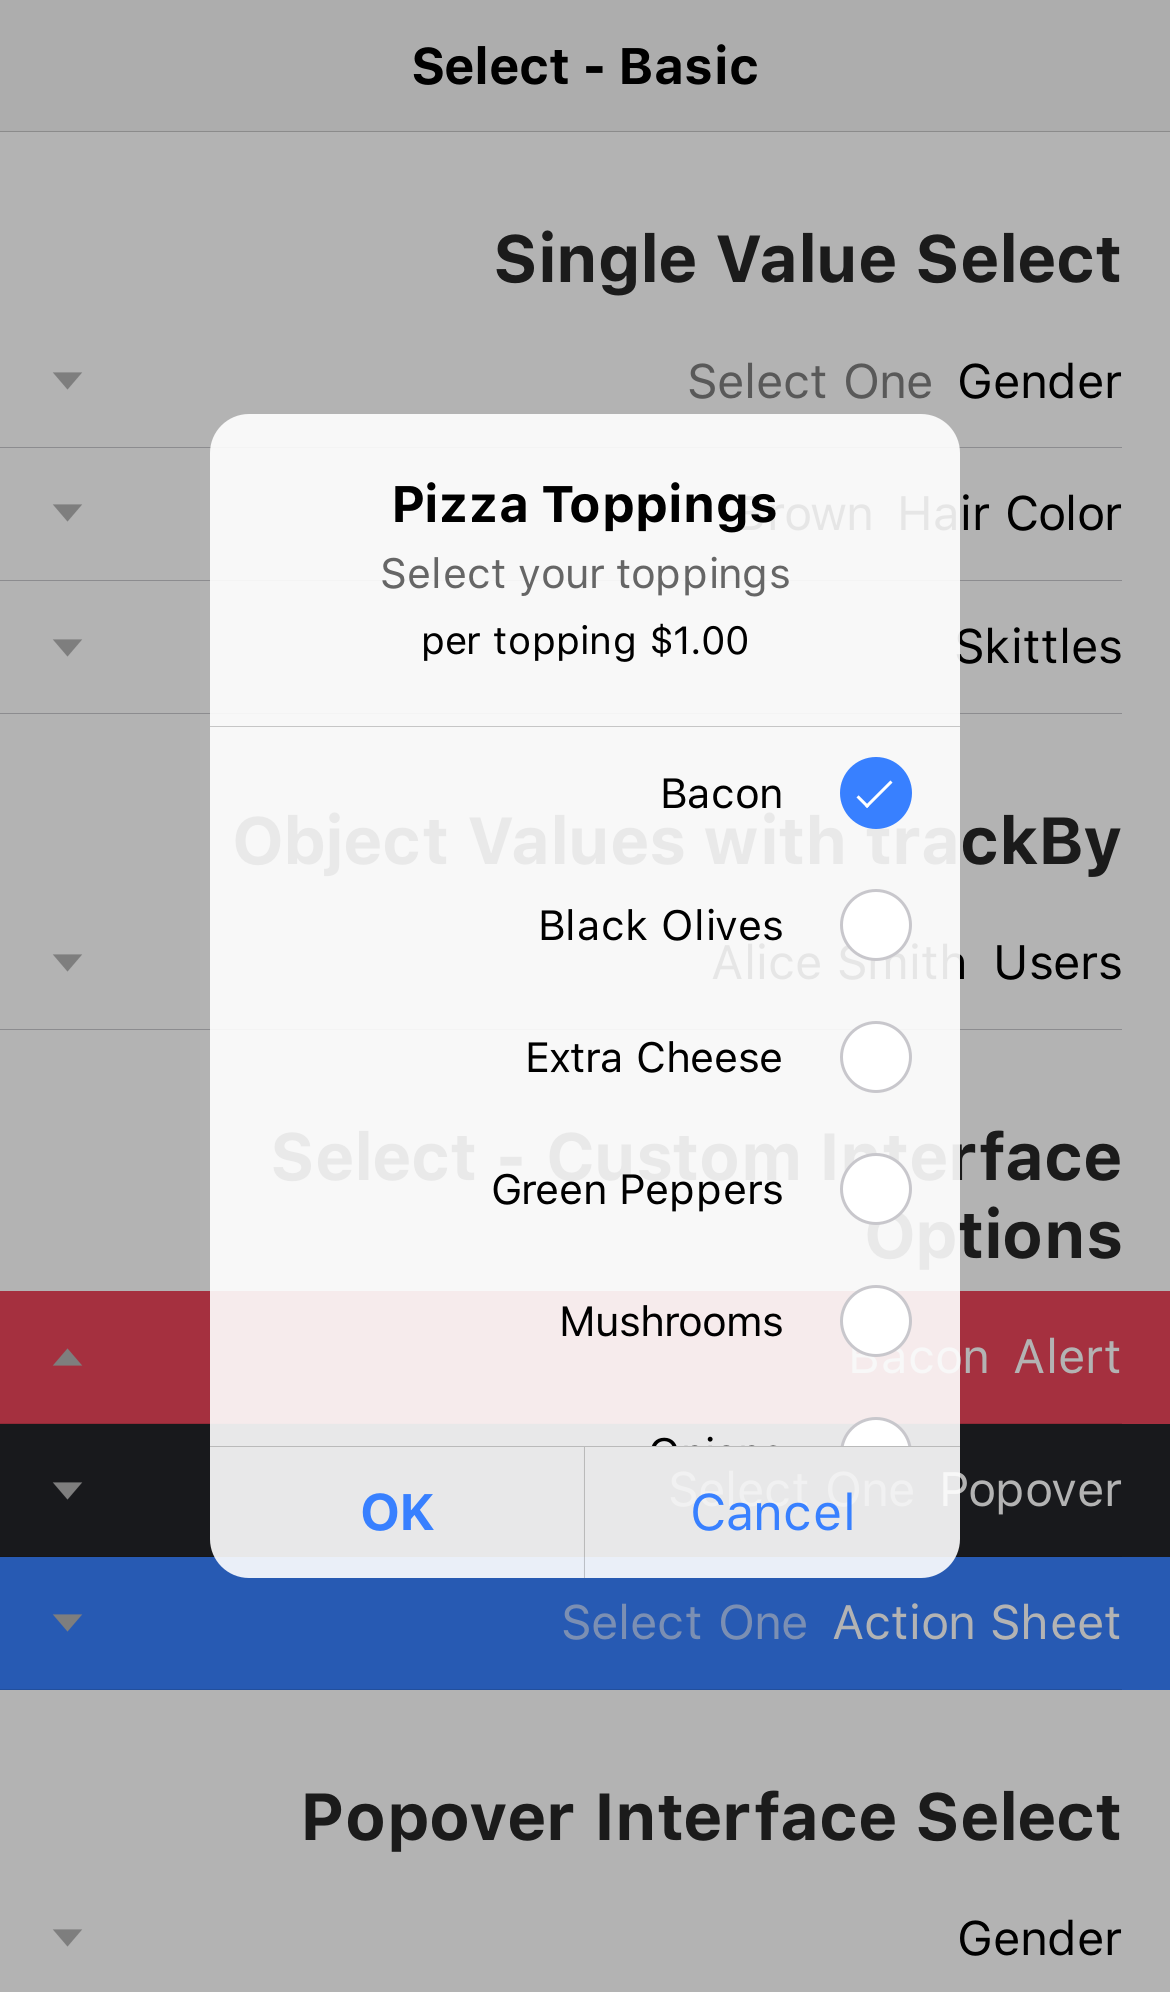 Select - Basic
Single Value Select
Select One Gender
Brown Hair Color
Skittles
Object Values with trackBy
Alice Smith Users
Select - Custom Interface
Options
Bacon Alert
Select One Popover
Select One Action Sheet
Popover Interface Select
Gender
Pizza Toppings
Select your toppings
per topping $1.00
Bacon
Black Olives
Extra Cheese
Green Peppers
Mushrooms
OK
Cancel